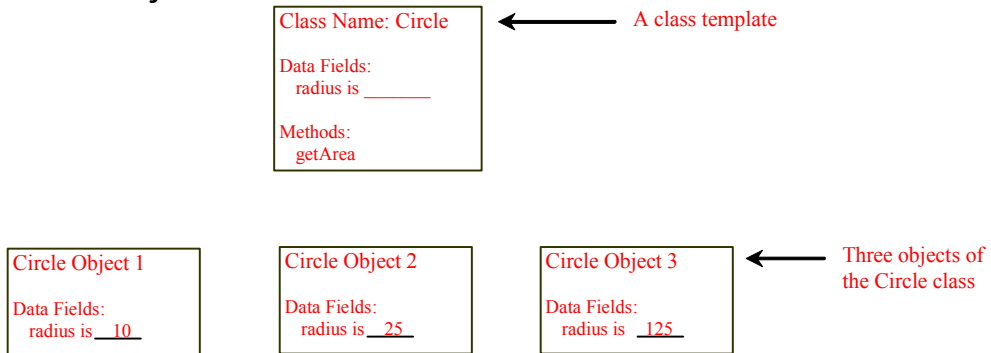 Class Name: Circle
A class template
Data Fields:
radius is _______
Methods:
getArea
Circle Object 1
Data Fields:
radius is 10
Circle Object 2
Data Fields:
radius is 25
Circle Object 3
Data Fields:
radius is 125
Three objects of
the Circle class